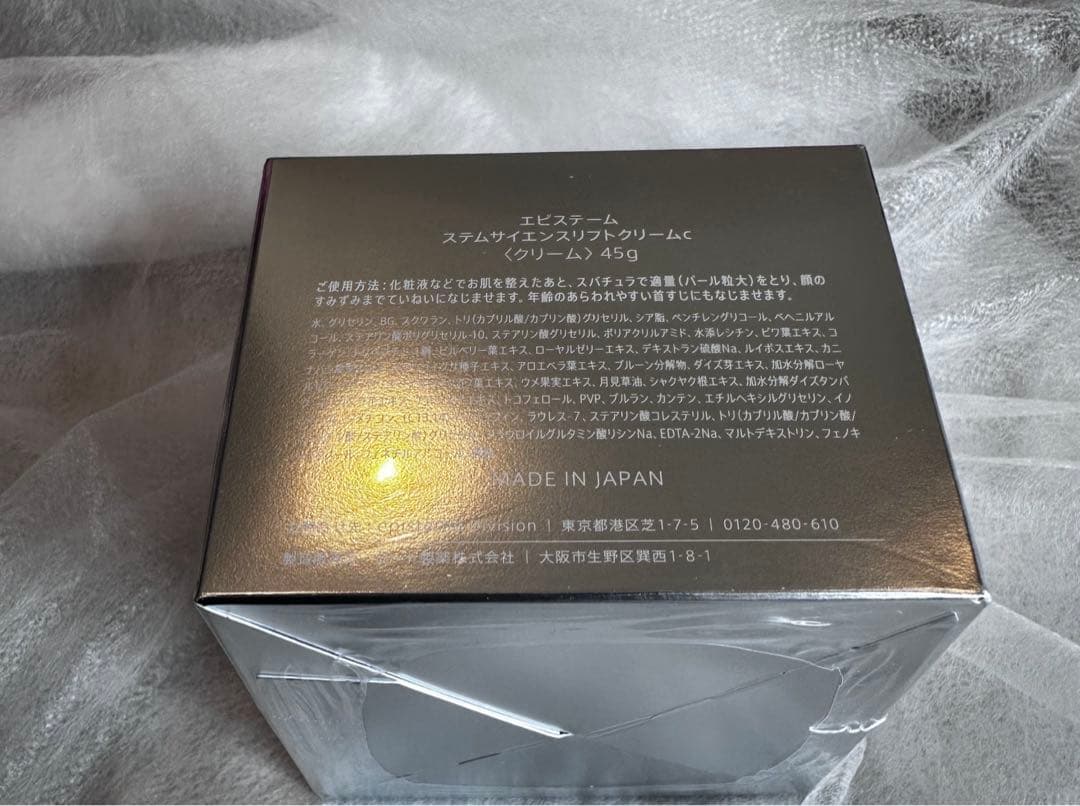 エピステーム
ステムサイエンスリフトクリームc
〈クリーム〉45g
ご使用方法：化粧液などでお肌を整えたあと、スパチュラで適量（パール粒大）をとり、顔の
すみずみまでていねいになじませます。年齢のあらわれやすい首すじにもなじませます。
水、グリセリン、BG、スクワラン、トリ（カプリル酸/カプリン酸）グリセリル、シア脂、ペンチレングリコール、ベヘニルアル
コール、ステアリン酸ポリグリセリル-10、ステアリン酸グリセリル、ポリアクリルアミド、水添レシチン、ビワ葉エキス、コ
ビルベリー葉エキス、ローヤルゼリーエキス、デキストラン硫酸Na、ルイボスエキス、カニ
種子エキス、アロエベラ葉エキス、プルーン分解物、ダイズ芽エキス、加水分解ローヤ
葉エキス、ウメ果実エキス、月見草油、シャクヤク根エキス、加水分解ダイズタンパ
トコフェロール、PVP、プルラン、カンテン、エチルヘキシルグリセリン、イノ
ラウレス-7、ステアリン酸コレステリル、トリ（カプリル酸/カプリン酸/
ラウロイルグルタミン酸リシンNa、EDTA-2Na、マルトデキストリン、フェノキ
MADE IN JAPAN
division | 東京都港区芝1-7-5 | 0120-480-610
製薬株式会社 | 大阪市生野区巽西1-8-1